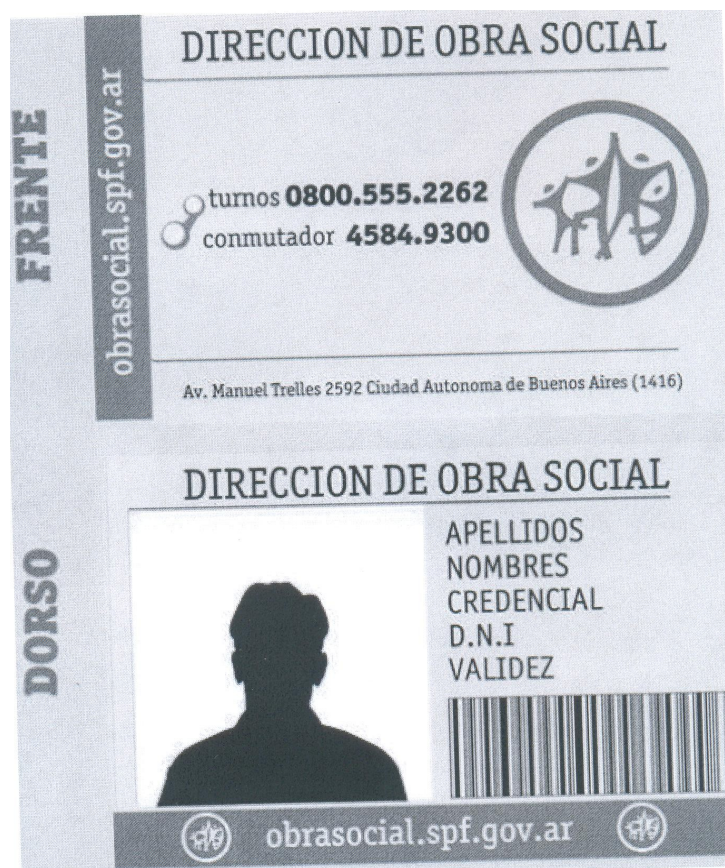 FRENTE
obrasocial.spf.gov.ar
DIRECCION DE OBRA SOCIAL
turnos 0800.555.2262
conmutador 4584.9300
Av. Manuel Trelles 2592 Ciudad Autonoma de Buenos Aires (1416)
DORSO
DIRECCION DE OBRA SOCIAL
APELLIDOS
NOMBRES
CREDENCIAL
D.N.I
VALIDEZ
obrasocial.spf.gov.ar